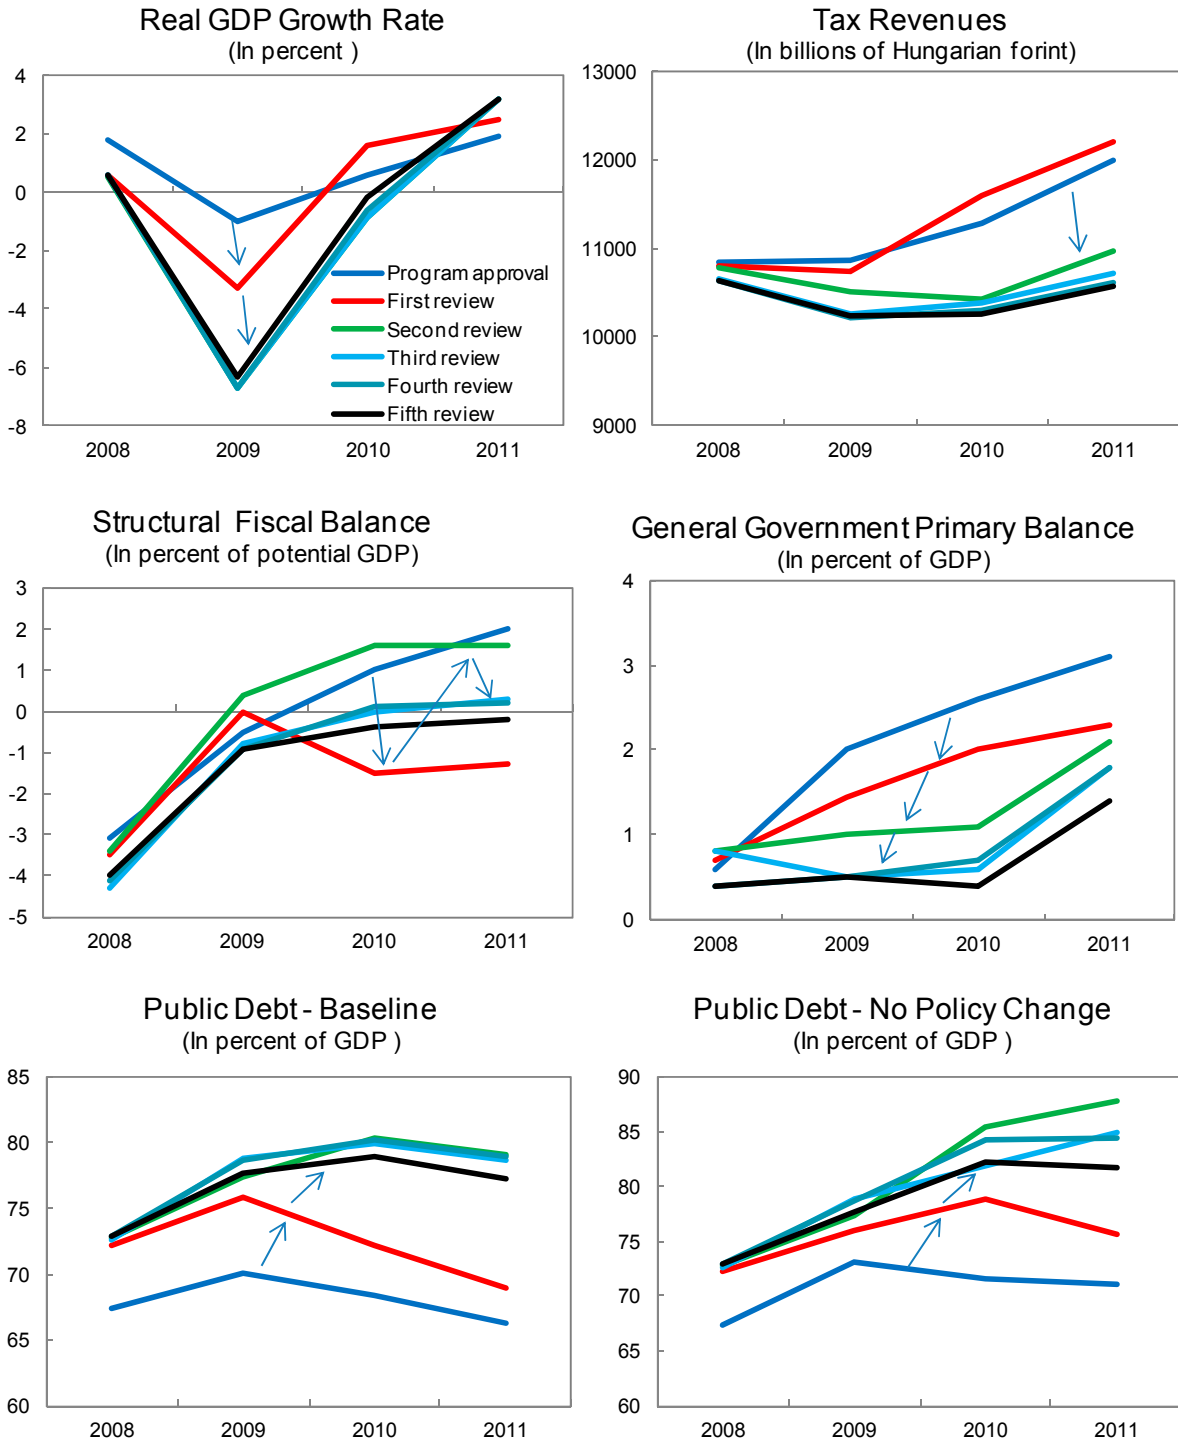 Real GDP Growth Rate
(In percent )
4
2
0
-2
-4
-6
-8
2008 2009 2010 2011
Program approval
First review
Second review
Third review
Fourth review
Fifth review
Tax Revenues
(In billions of Hungarian forint)
13000
12000
11000
10000
9000
2008 2009 2010 2011
Structural Fiscal Balance
(In percent of potential GDP)
3
2
1
0
-1
-2
-3
-4
-5
2008 2009 2010 2011
General Government Primary Balance
(In percent of GDP)
4
3
2
1
0
2008 2009 2010 2011
Public Debt - Baseline
(In percent of GDP )
85
80
75
70
65
60
2008 2009 2010 2011
Public Debt - No Policy Change
(In percent of GDP )
90
85
80
75
70
65
60
2008 2009 2010 2011